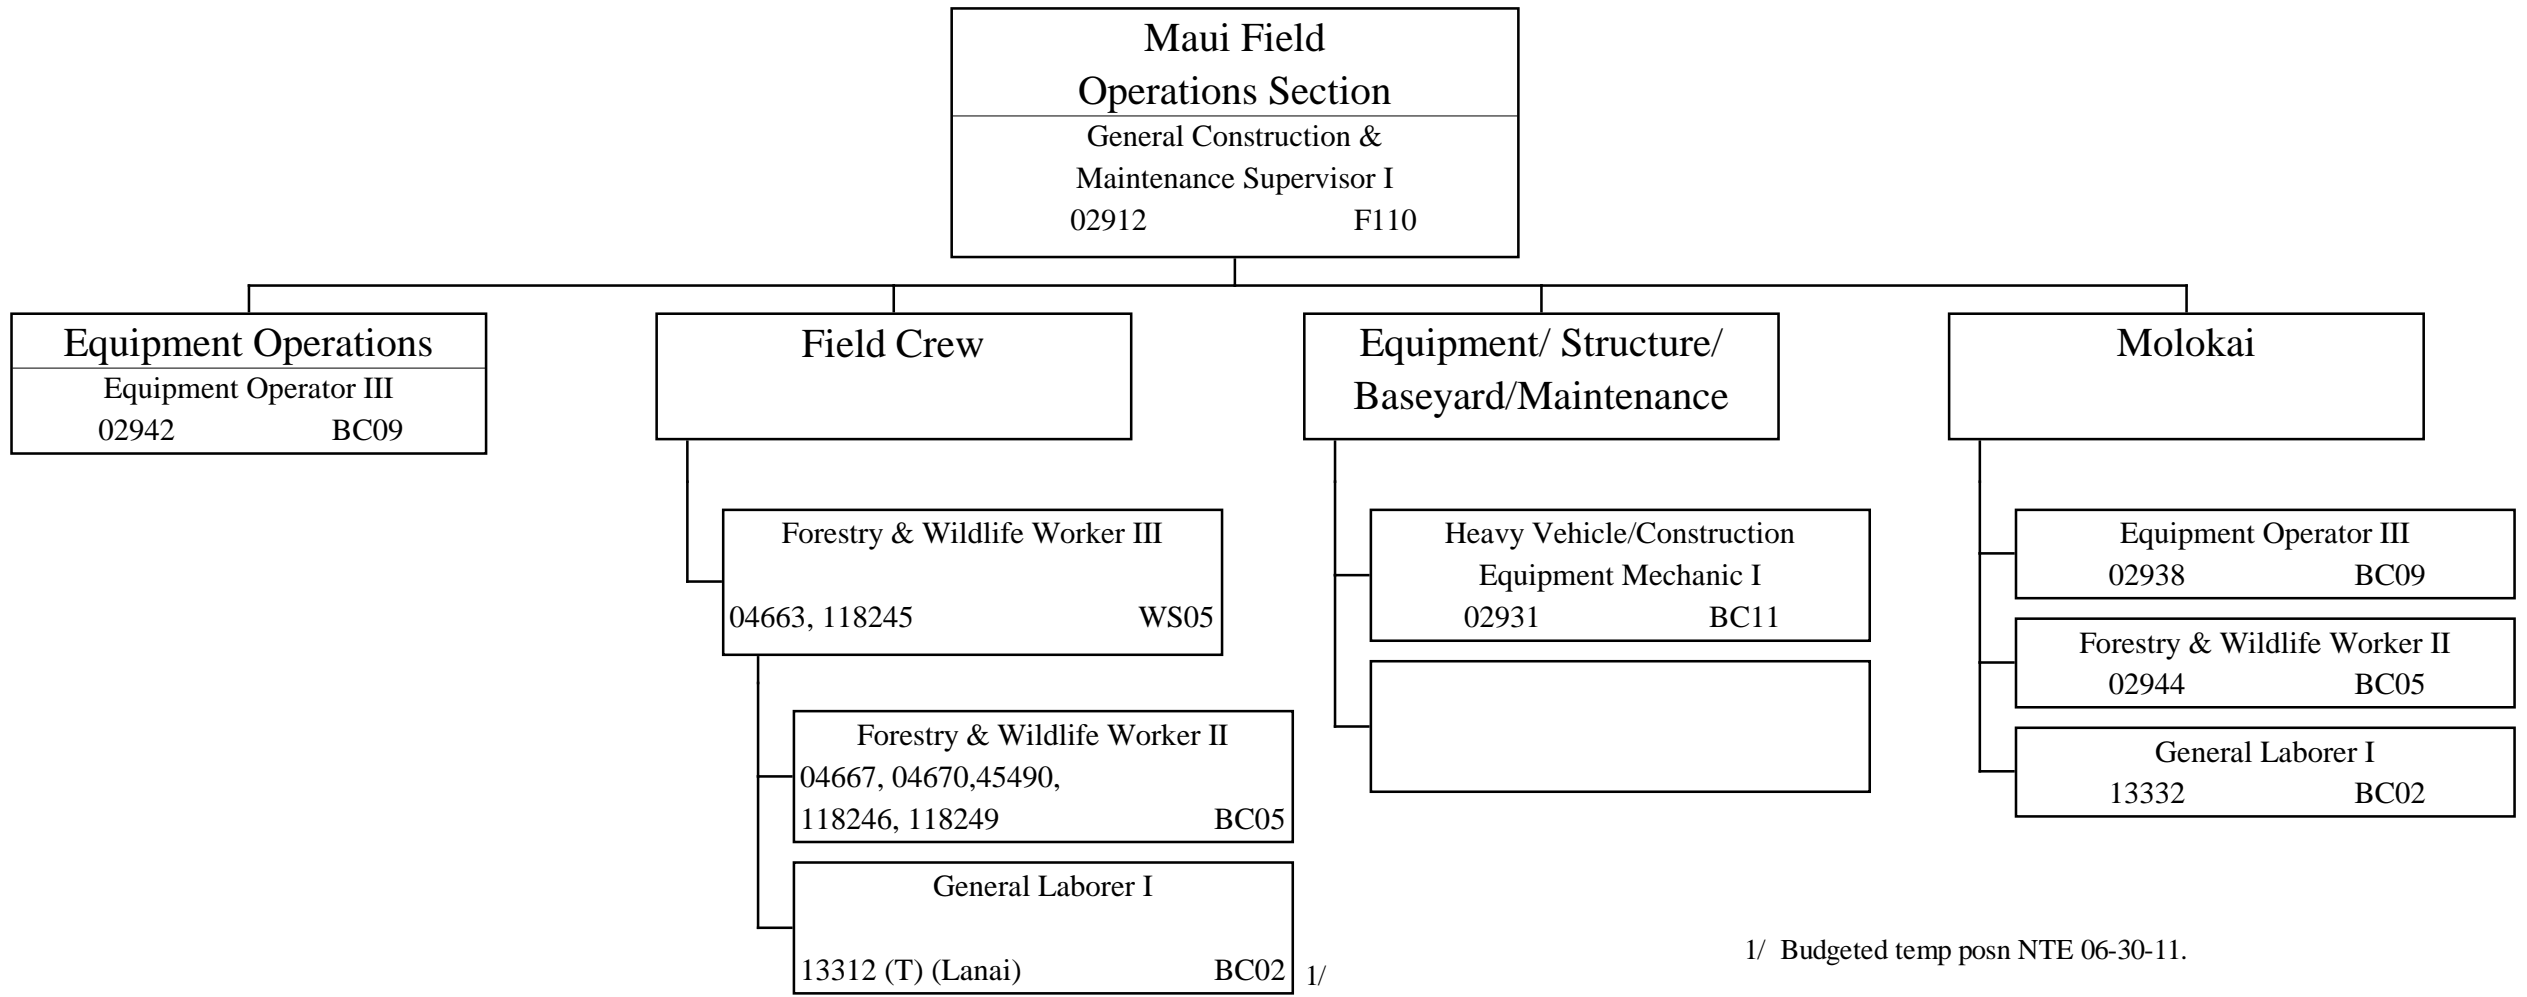 Maui Field
Operations Section
General Construction &
Maintenance Supervisor I
02912 F110
Equipment Operations
Equipment Operator III
02942 BC09
Field Crew
Forestry & Wildlife Worker III
04663, 118245 WS05
Forestry & Wildlife Worker II
04667, 04670,45490,
118246, 118249 BC05
General Laborer I
13312 (T) (Lanai) BC02 1/
Equipment/ Structure/
Baseyard/Maintenance
Heavy Vehicle/Construction
Equipment Mechanic I
02931 BC11
Molokai
Equipment Operator III
02938 BC09
Forestry & Wildlife Worker II
02944 BC05
General Laborer I
13332 BC02
1/ Budgeted temp posn NTE 06-30-11.